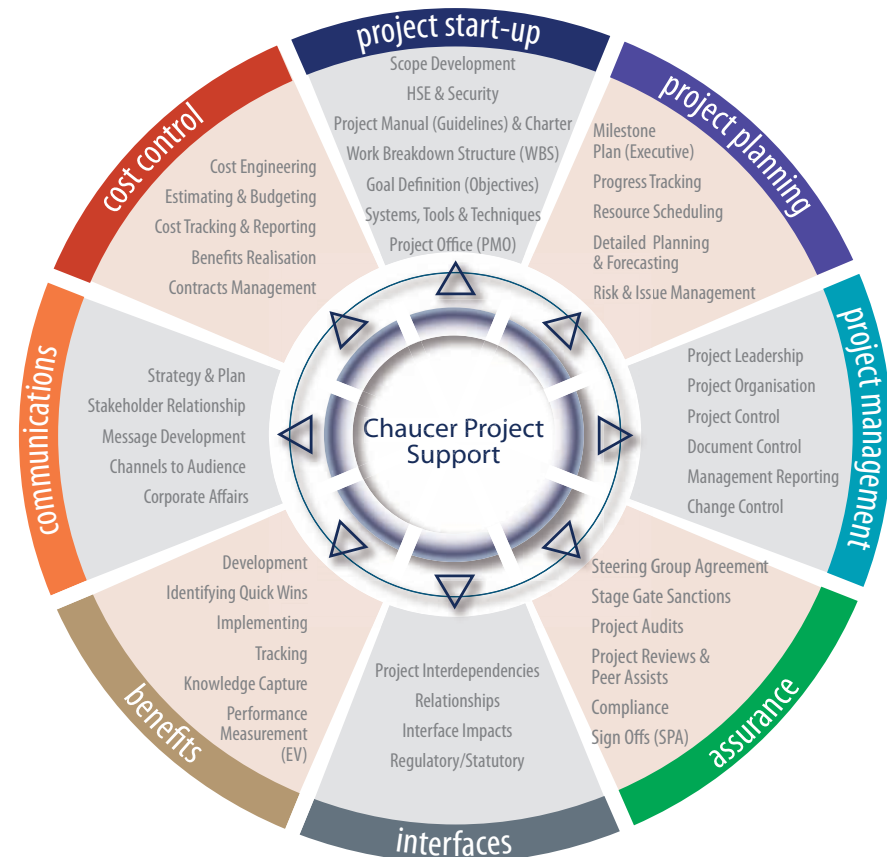 project start-up
Scope Development
HSE & Security
Project Manual (Guidelines) & Charter
Work Breakdown Structure (WBS)
Goal Definition (Objectives)
Systems, Tools & Techniques
Project Office (PMO)
project planning
Milestone
Plan (Executive)
Progress Tracking
Resource Scheduling
Detailed Planning
& Forecasting
Risk & Issue Management
project management
Project Leadership
Project Organisation
Project Control
Document Control
Management Reporting
Change Control
assurance
Steering Group Agreement
Stage Gate Sanctions
Project Audits
Project Reviews &
Peer Assists
Compliance
Sign Offs (SPA)
interfaces
Project Interdependencies
Relationships
Interface Impacts
Regulatory/Statutory
benefits
Development
Identifying Quick Wins
Implementing
Tracking
Knowledge Capture
Performance
Measurement
(EV)
communications
Strategy & Plan
Stakeholder Relationship
Message Development
Channels to Audience
Corporate Affairs
cost control
Cost Engineering
Estimating & Budgeting
Cost Tracking & Reporting
Benefits Realisation
Contracts Management
Chaucer Project
Support